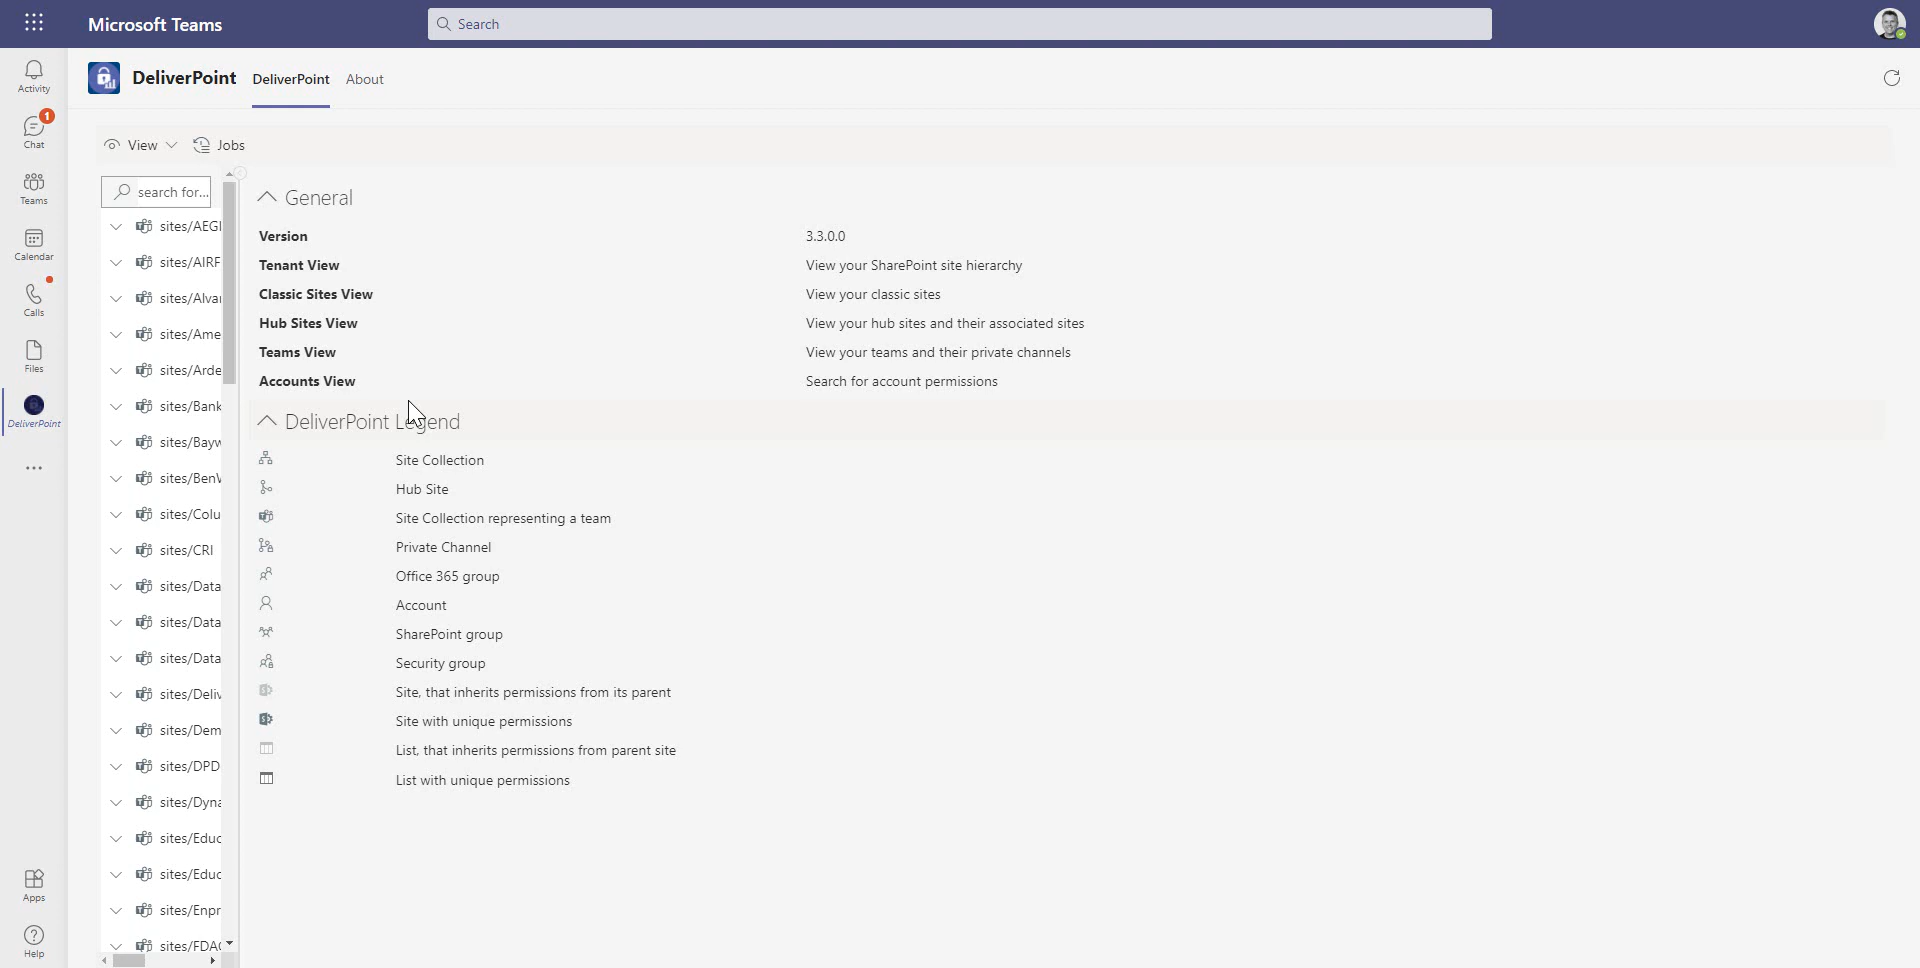 Microsoft Teams
Search
Activity
1
Chat
Teams
Calendar
Calls
Files
DeliverPoint
Apps
Help
DeliverPoint
DeliverPoint
About
View
Jobs
search for...
sites/AEGI
sites/AIRF
sites/Alvar
sites/Ame
sites/Arde
sites/Bank
sites/Bayw
sites/BenV
sites/Colu
sites/CRI
sites/Data
sites/Data
sites/Data
sites/Deliv
sites/Dem
sites/DPD
sites/Dyna
sites/Educ
sites/Educ
sites/Enpr
sites/FDAC
General
Version 3.3.0.0
Tenant View View your SharePoint site hierarchy
Classic Sites View View your classic sites
Hub Sites View View your hub sites and their associated sites
Teams View View your teams and their private channels
Accounts View Search for account permissions
DeliverPoint Legend
Site Collection
Hub Site
Site Collection representing a team
Private Channel
Office 365 group
Account
SharePoint group
Security group
Site, that inherits permissions from its parent
Site with unique permissions
List, that inherits permissions from parent site
List with unique permissions